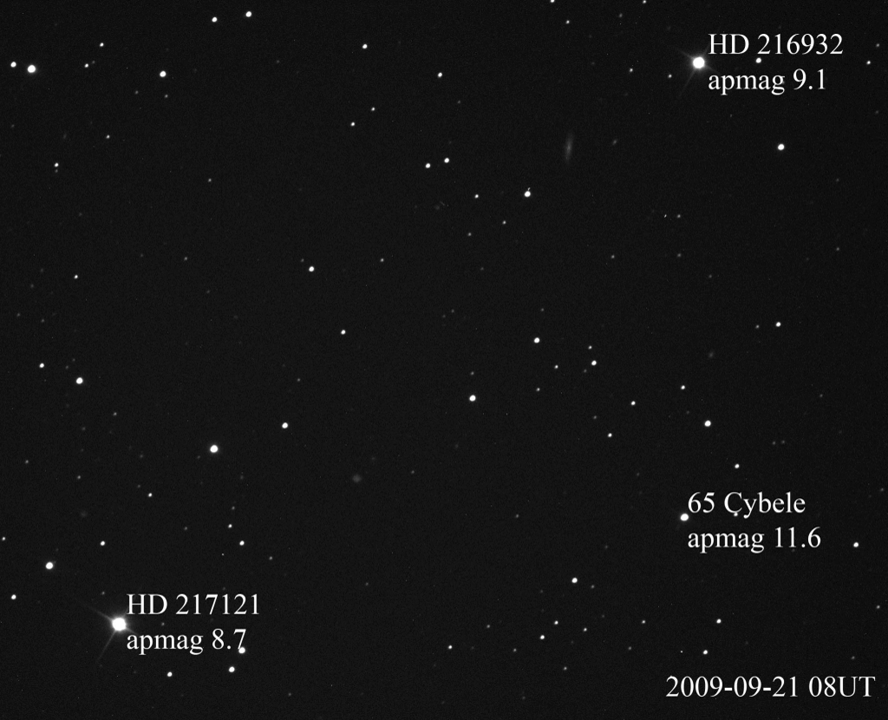 HD 216932
apmag 9.1
65 Cybele
apmag 11.6
HD 217121
apmag 8.7
2009-09-21 08UT